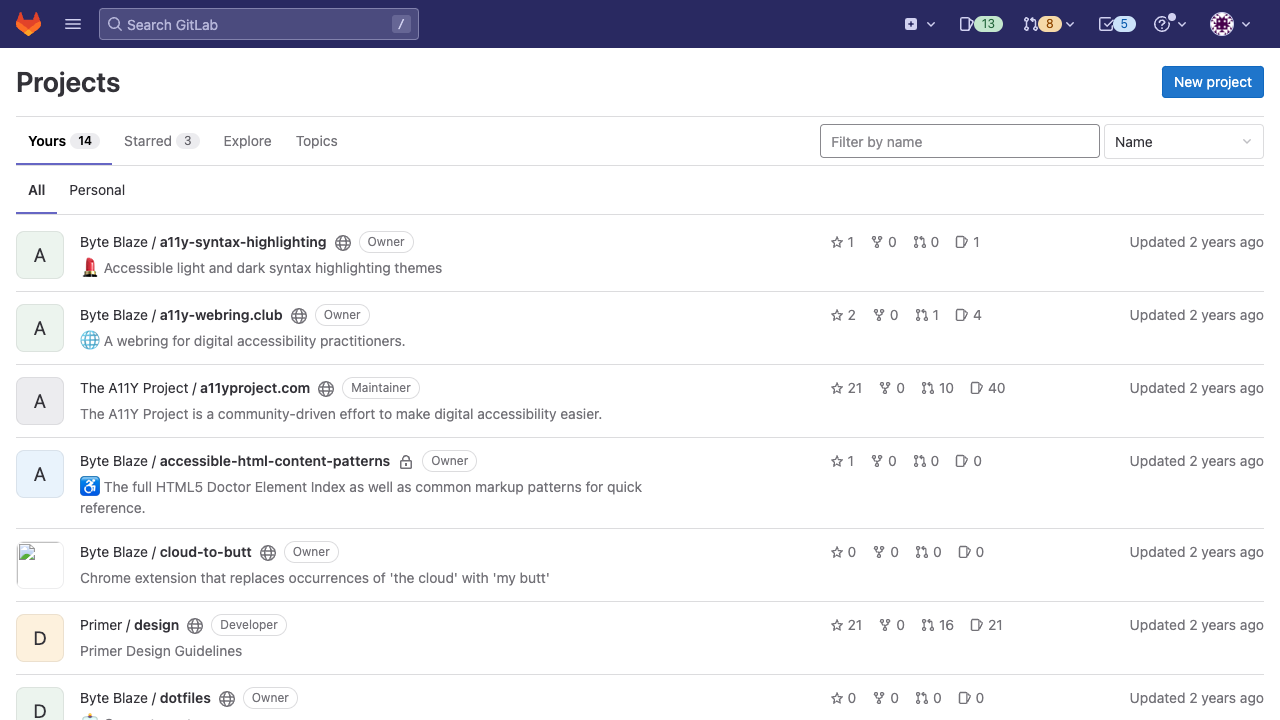 Search GitLab /
13 8 5
Projects
New project
Yours 14 Starred 3 Explore Topics
Filter by name
Name
All Personal
A Byte Blaze / a11y-syntax-highlighting Owner 1 0 0 1 Updated 2 years ago
Accessible light and dark syntax highlighting themes
A Byte Blaze / a11y-webring.club Owner 2 0 1 4 Updated 2 years ago
A webring for digital accessibility practitioners.
A The A11Y Project / a11yproject.com Maintainer 21 0 10 40 Updated 2 years ago
The A11Y Project is a community-driven effort to make digital accessibility easier.
A Byte Blaze / accessible-html-content-patterns Owner 1 0 0 0 Updated 2 years ago
The full HTML5 Doctor Element Index as well as common markup patterns for quick
reference.
Byte Blaze / cloud-to-butt Owner 0 0 0 0 Updated 2 years ago
Chrome extension that replaces occurrences of 'the cloud' with 'my butt'
D Primer / design Developer 21 0 16 21 Updated 2 years ago
Primer Design Guidelines
D Byte Blaze / dotfiles Owner 0 0 0 0 Updated 2 years ago